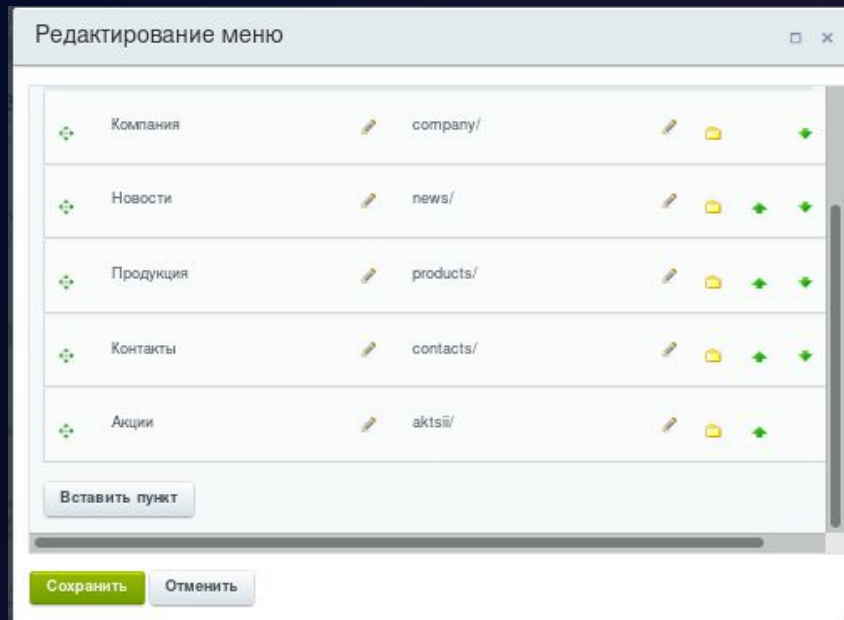 Редактирование меню
Компания company/
Новости news/
Продукция products/
Контакты contacts/
Акции aktsii/
Вставить пункт
Сохранить Отменить